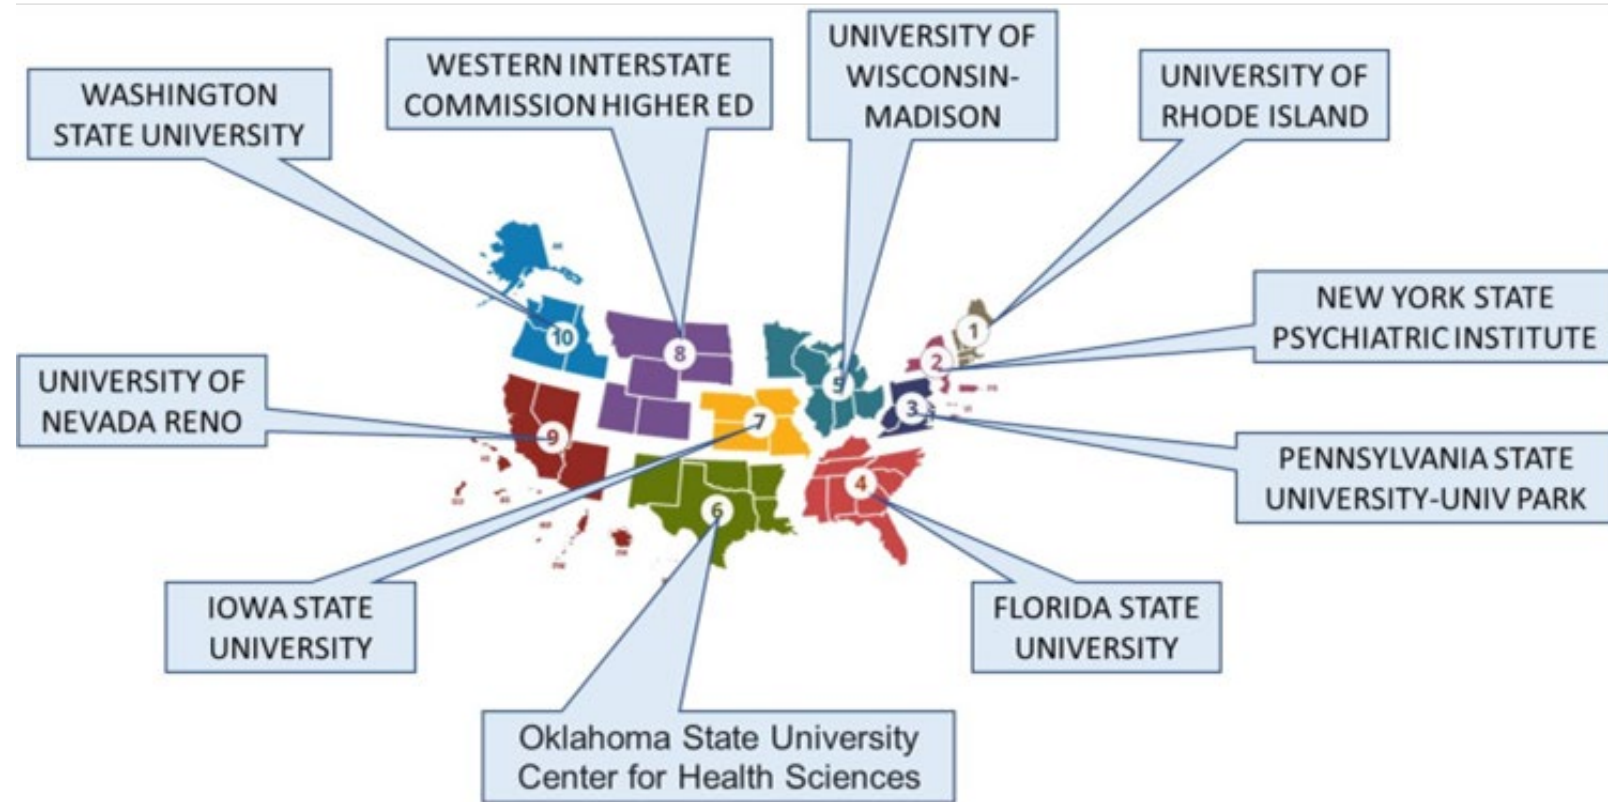 WASHINGTON
STATE UNIVERSITY
WESTERN INTERSTATE
COMMISSION HIGHER ED
UNIVERSITY OF
WISCONSIN-
MADISON
UNIVERSITY OF
RHODE ISLAND
NEW YORK STATE
PSYCHIATRIC INSTITUTE
UNIVERSITY OF
NEVADA RENO
PENNSYLVANIA STATE
UNIVERSITY-UNIV PARK
IOWA STATE
UNIVERSITY
FLORIDA STATE
UNIVERSITY
Oklahoma State University
Center for Health Sciences
10
8
1
2
5
3
7
9
4
6